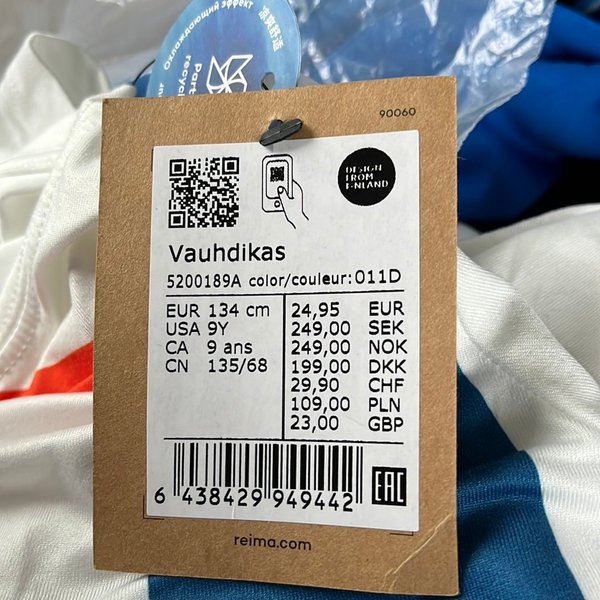 Охлаждающий эффект
90060
DESIGN
FROM
FINLAND
Vauhdikas
5200189A color/couleur:011D
EUR 134 cm
USA 9Y
CA 9 ans
CN 135/68
24,95 EUR
249,00 SEK
249,00 NOK
199,00 DKK
29,90 CHF
109,00 PLN
23,00 GBP
6 438429 949442
EAC
reima.com